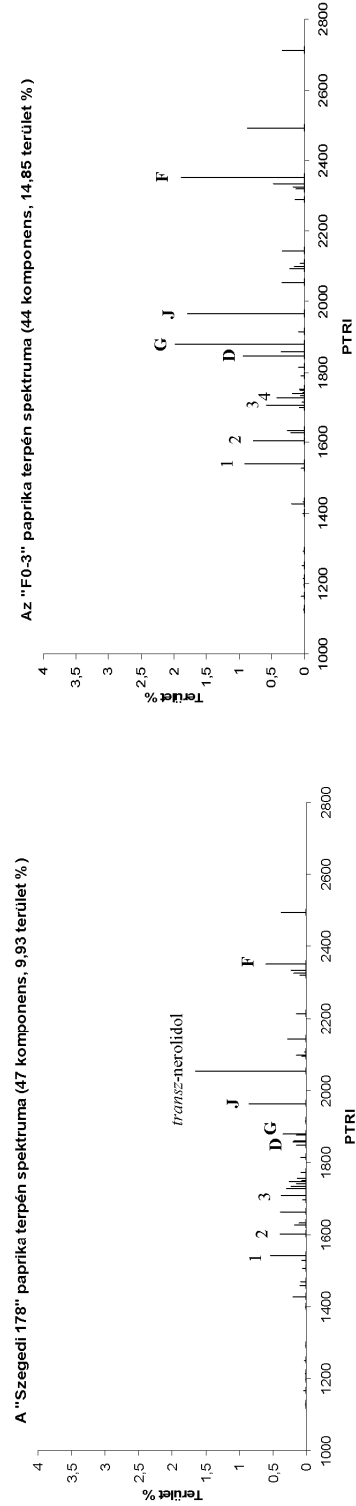 A "Szegedi 178" paprika terpén spektruma (47 komponens, 9,93 terület %)
4
3,5
3
2,5
2
1,5
1
0,5
0
Terület %
transz-nerolidol
1
2
3
D
G
J
F
1000 1200 1400 1600 1800 2000 2200 2400 2600 2800
PTRI
Az "F0-3" paprika terpén spektruma (44 komponens, 14,85 terület %)
4
3,5
3
2,5
2
1,5
1
0,5
0
Terület %
1
2
3
4
D
G
J
F
1000 1200 1400 1600 1800 2000 2200 2400 2600 2800
PTRI